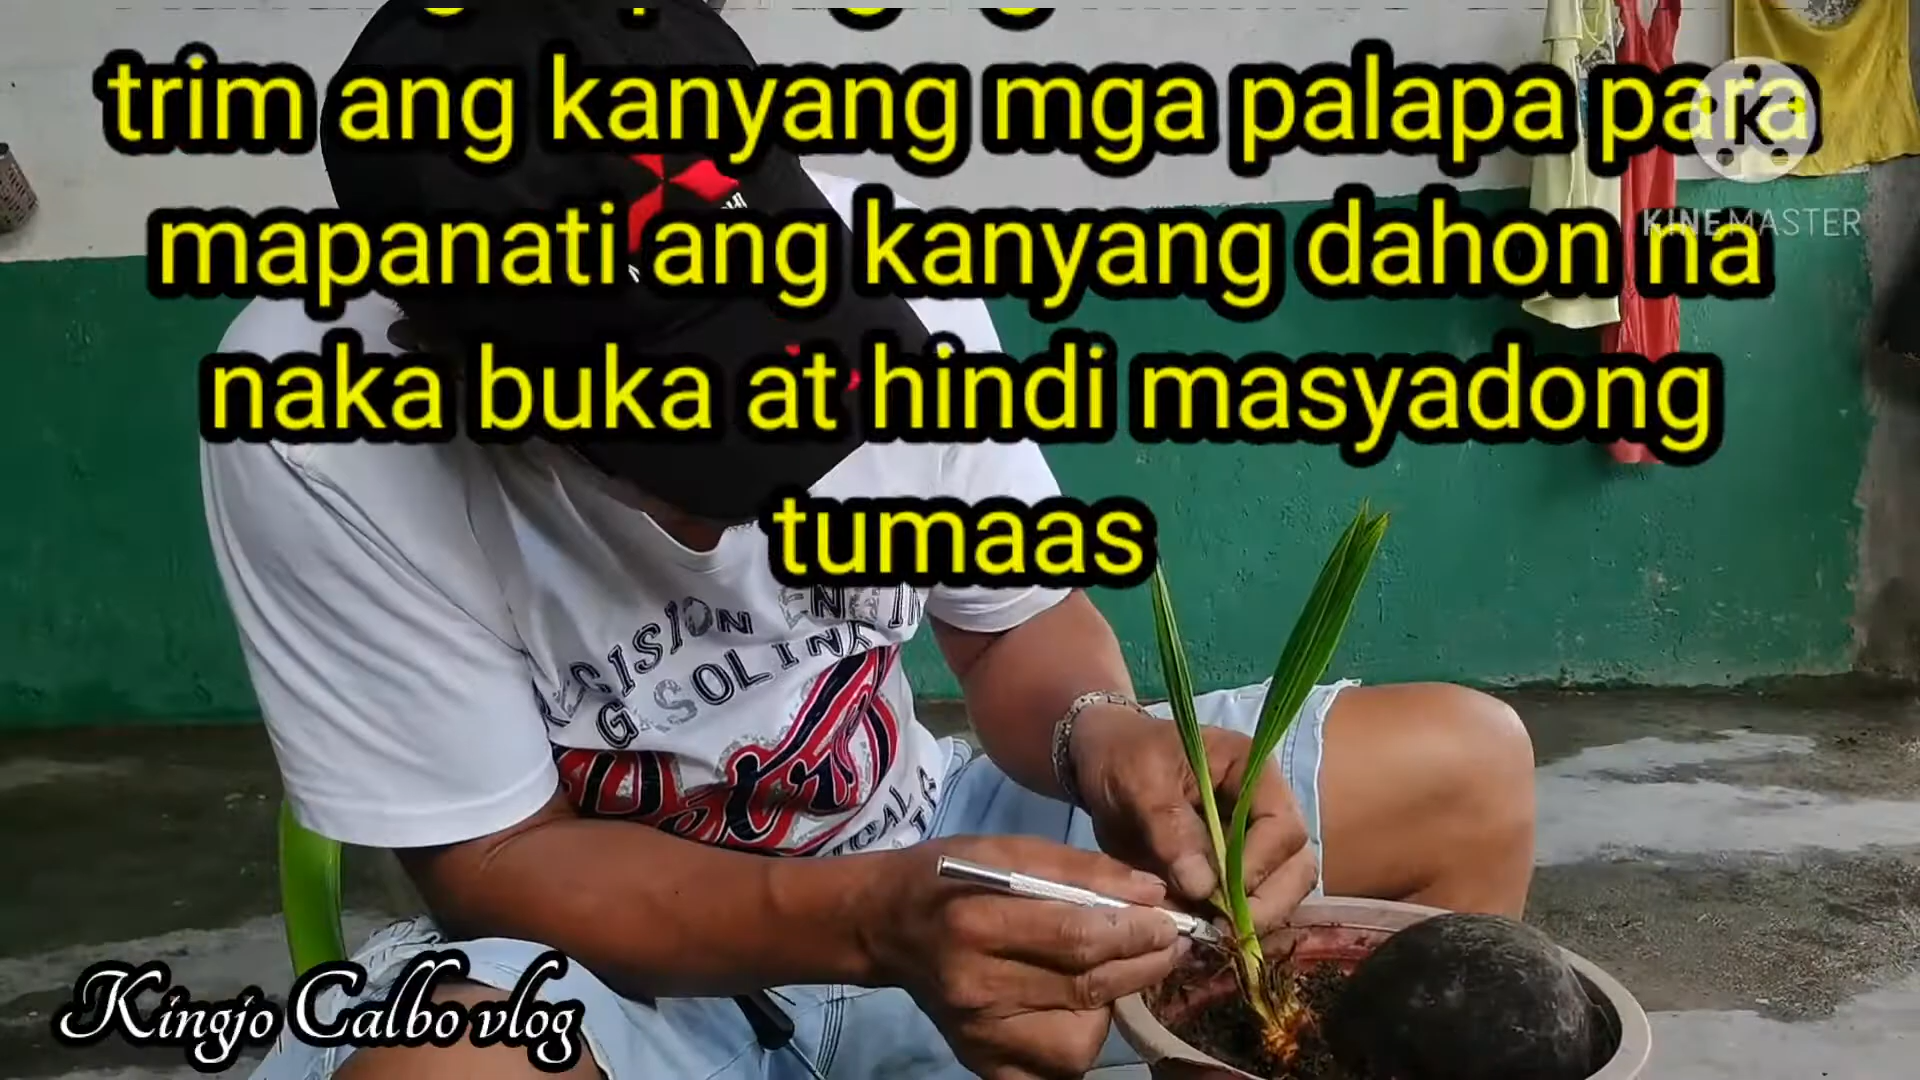 trim ang kanyang mga palapa para
mapanati ang kanyang dahon na
naka buka at hindi masyadong
tumaas
K
KINEMASTER
GASOLINE
Kingjo Calbo vlog